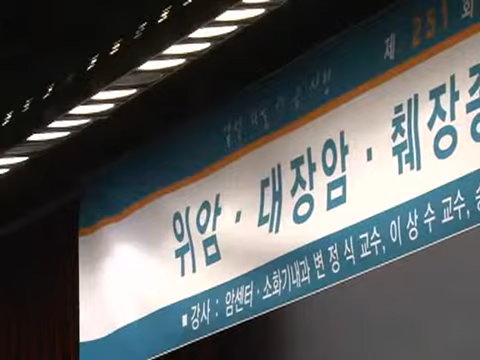 제 251 회
위암 · 대장암 · 췌장
■ 강사 : 암센터 · 소화기내과 변정식 교수, 이상수 교수,